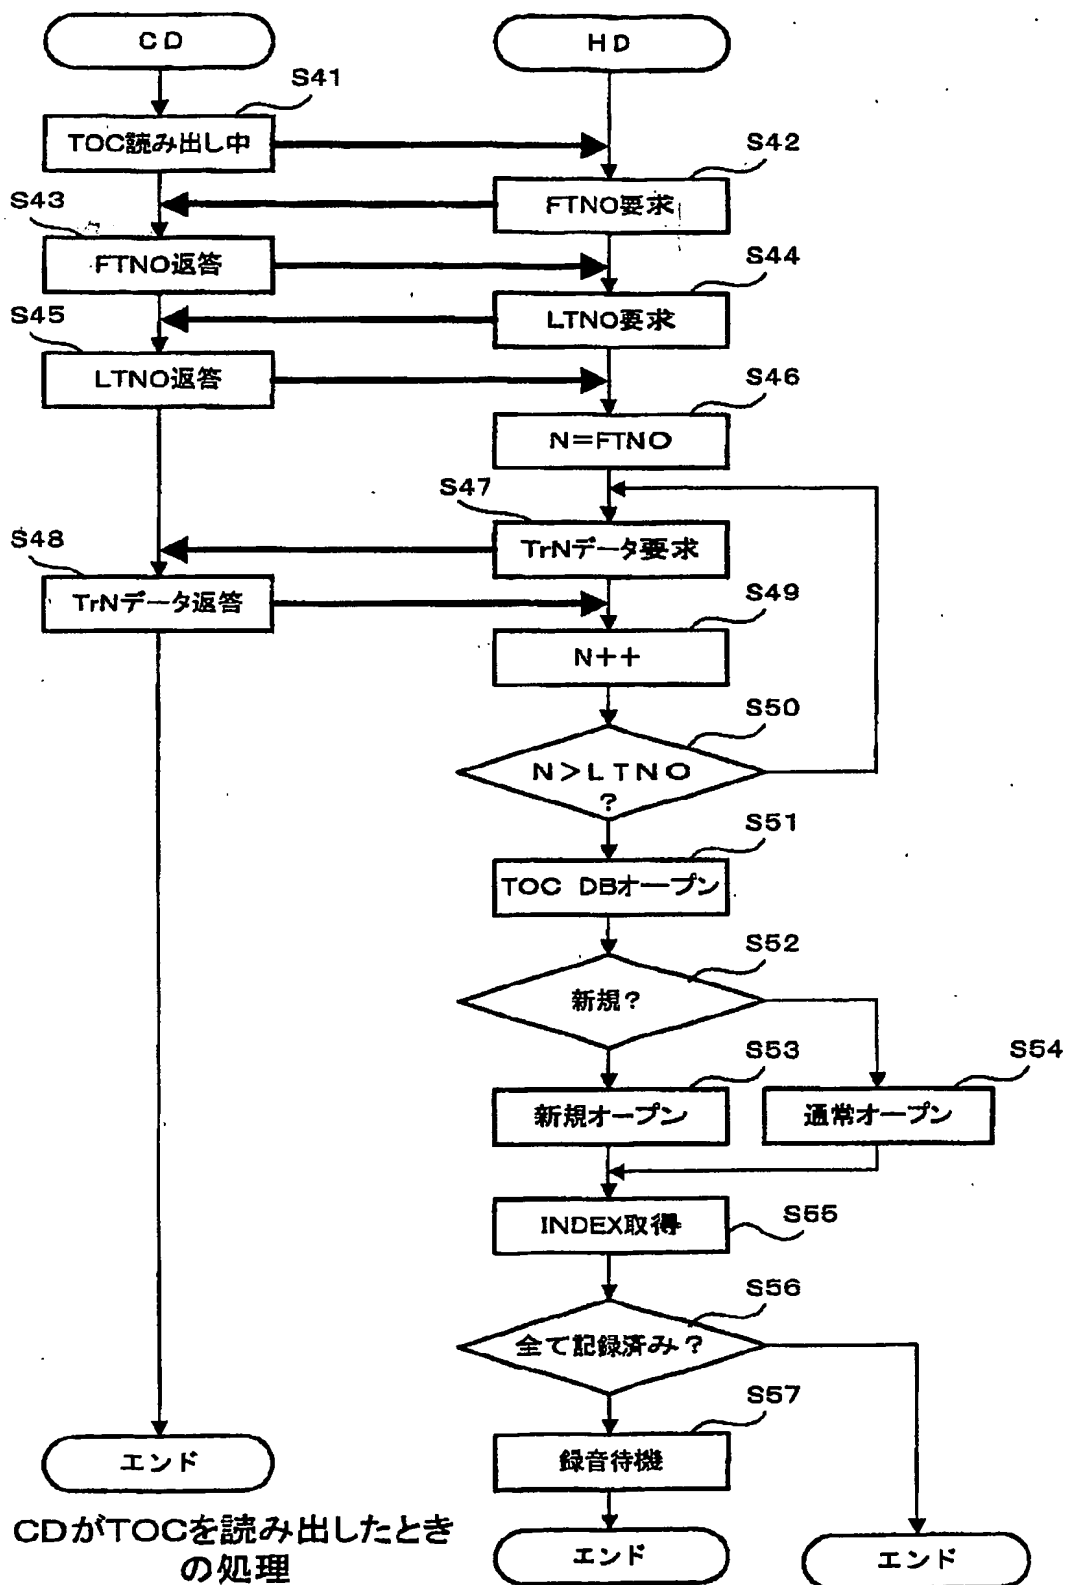 CD
HD
S41
TOC読み出し中
S42
FTNO要求
S43
FTNO返答
S44
LTNO要求
S45
LTNO返答
S46
N=FTNO
S47
TrNデータ要求
S48
TrNデータ返答
S49
N++
S50
N>LTNO
?
S51
TOC DBオープン
S52
新規?
S53
新規オープン
S54
通常オープン
S55
INDEX取得
S56
全て記録済み?
S57
録音待機
エンド
エンド
エンド
CDがTOCを読み出したとき
の処理